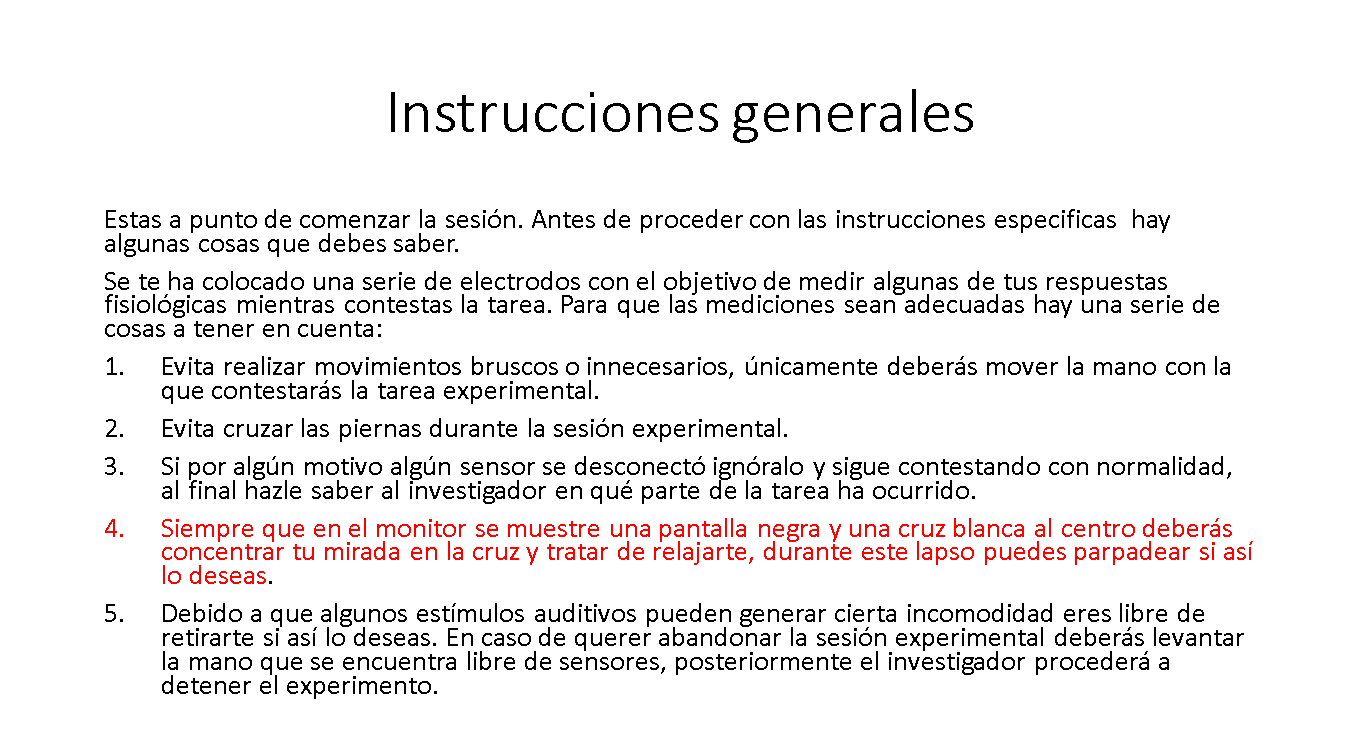 Instrucciones generales
Estas a punto de comenzar la sesión. Antes de proceder con las instrucciones especificas  hay
algunas cosas que debes saber.
Se te ha colocado una serie de electrodos con el objetivo de medir algunas de tus respuestas
fisiológicas mientras contestas la tarea. Para que las mediciones sean adecuadas hay una serie de
cosas a tener en cuenta:
1. Evita realizar movimientos bruscos o innecesarios, únicamente deberás mover la mano con la
que contestarás la tarea experimental.
2. Evita cruzar las piernas durante la sesión experimental.
3. Si por algún motivo algún sensor se desconectó ignóralo y sigue contestando con normalidad,
al final hazle saber al investigador en qué parte de la tarea ha ocurrido.
4. Siempre que en el monitor se muestre una pantalla negra y una cruz blanca al centro deberás
concentrar tu mirada en la cruz y tratar de relajarte, durante este lapso puedes parpadear si así
lo deseas.
5. Debido a que algunos estímulos auditivos pueden generar cierta incomodidad eres libre de
retirarte si así lo deseas. En caso de querer abandonar la sesión experimental deberás levantar
la mano que se encuentra libre de sensores, posteriormente el investigador procederá a
detener el experimento.